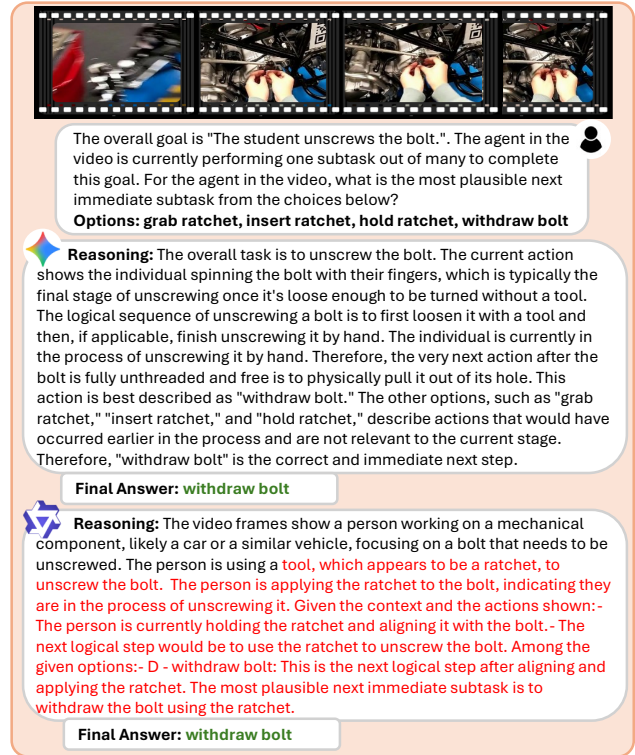 The overall goal is "The student unscrews the bolt.". The agent in the
video is currently performing one subtask out of many to complete
this goal. For the agent in the video, what is the most plausible next
immediate subtask from the choices below?
Options: grab ratchet, insert ratchet, hold ratchet, withdraw bolt
Reasoning: The overall task is to unscrew the bolt. The current action
shows the individual spinning the bolt with their fingers, which is typically the
final stage of unscrewing once it's loose enough to be turned without a tool.
The logical sequence of unscrewing a bolt is to first loosen it with a tool and
then, if applicable, finish unscrewing it by hand. The individual is currently in
the process of unscrewing it by hand. Therefore, the very next action after the
bolt is fully unthreaded and free is to physically pull it out of its hole. This
action is best described as "withdraw bolt." The other options, such as "grab
ratchet," "insert ratchet," and "hold ratchet," describe actions that would have
occurred earlier in the process and are not relevant to the current stage.
Therefore, "withdraw bolt" is the correct and immediate next step.
Final Answer: withdraw bolt
Reasoning: The video frames show a person working on a mechanical
component, likely a car or a similar vehicle, focusing on a bolt that needs to be
unscrewed. The person is using a tool, which appears to be a ratchet, to
unscrew the bolt. The person is applying the ratchet to the bolt, indicating they
are in the process of unscrewing it. Given the context and the actions shown:-
The person is currently holding the ratchet and aligning it with the bolt.- The
next logical step would be to use the ratchet to unscrew the bolt. Among the
given options:- D - withdraw bolt: This is the next logical step after aligning and
applying the ratchet. The most plausible next immediate subtask is to
withdraw the bolt using the ratchet.
Final Answer: withdraw bolt